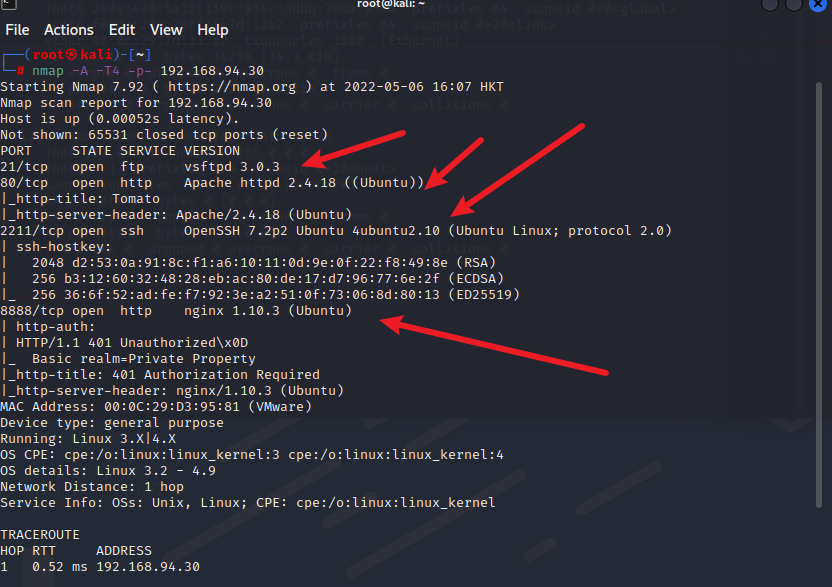 root@kali: ~
File Actions Edit View Help
┌──(root㉿kali)-[~]
└─# nmap -A -T4 -p- 192.168.94.30
Starting Nmap 7.92 ( https://nmap.org ) at 2022-05-06 16:07 HKT
Nmap scan report for 192.168.94.30
Host is up (0.00052s latency).
Not shown: 65531 closed tcp ports (reset)
PORT     STATE SERVICE VERSION
21/tcp   open  ftp     vsftpd 3.0.3
80/tcp   open  http    Apache httpd 2.4.18 ((Ubuntu))
|_http-title: Tomato
|_http-server-header: Apache/2.4.18 (Ubuntu)
2211/tcp open  ssh     OpenSSH 7.2p2 Ubuntu 4ubuntu2.10 (Ubuntu Linux; protocol 2.0)
| ssh-hostkey:
|   2048 d2:53:0a:91:8c:f1:a6:10:11:0d:9e:0f:22:f8:49:8e (RSA)
|   256 b3:12:60:32:48:28:eb:ac:80:de:17:d7:96:77:6e:2f (ECDSA)
|_  256 36:6f:52:ad:fe:f7:92:3e:a2:51:0f:73:06:8d:80:13 (ED25519)
8888/tcp open  http    nginx 1.10.3 (Ubuntu)
| http-auth:
| HTTP/1.1 401 Unauthorized\x0D
|_  Basic realm=Private Property
|_http-title: 401 Authorization Required
|_http-server-header: nginx/1.10.3 (Ubuntu)
MAC Address: 00:0C:29:D3:95:81 (VMware)
Device type: general purpose
Running: Linux 3.X|4.X
OS CPE: cpe:/o:linux:linux_kernel:3 cpe:/o:linux:linux_kernel:4
OS details: Linux 3.2 - 4.9
Network Distance: 1 hop
Service Info: OSs: Unix, Linux; CPE: cpe:/o:linux:linux_kernel
TRACEROUTE
HOP RTT     ADDRESS
1   0.52 ms 192.168.94.30